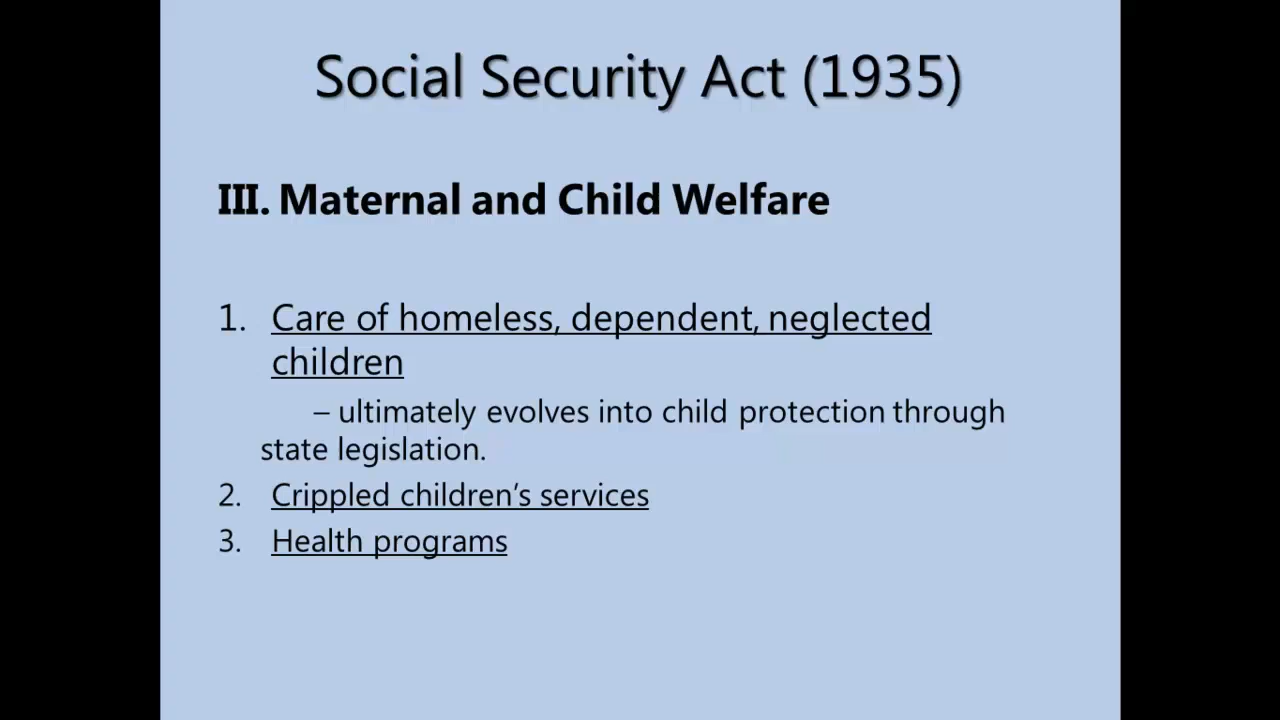 Social Security Act (1935)
III. Maternal and Child Welfare
1. Care of homeless, dependent, neglected
children
– ultimately evolves into child protection through
state legislation.
2. Crippled children’s services
3. Health programs